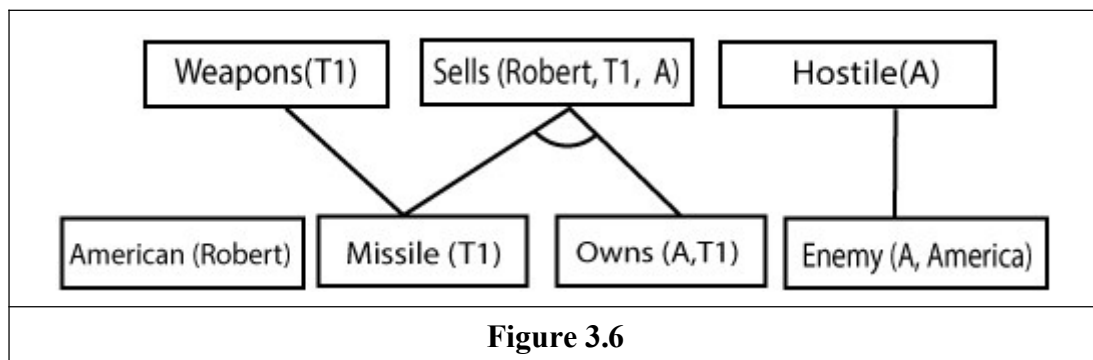 Weapons(T1)
Sells (Robert, T1, A)
Hostile(A)
American (Robert)
Missile (T1)
Owns (A,T1)
Enemy (A, America)
Figure 3.6